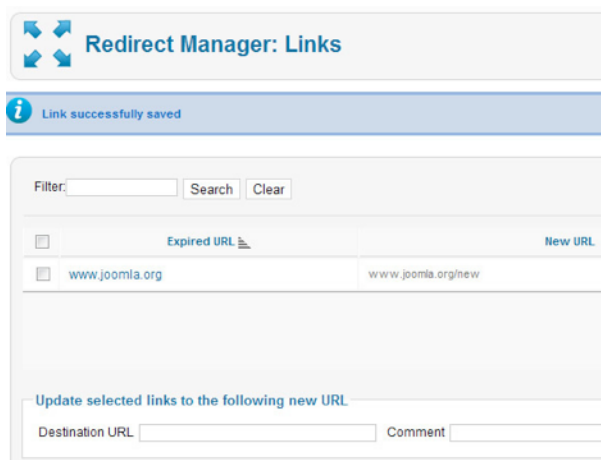 Redirect Manager: Links
Link successfully saved
Filter: Search Clear
Expired URL New URL
www.joomla.org www.joomla.org/new
Update selected links to the following new URL
Destination URL Comment